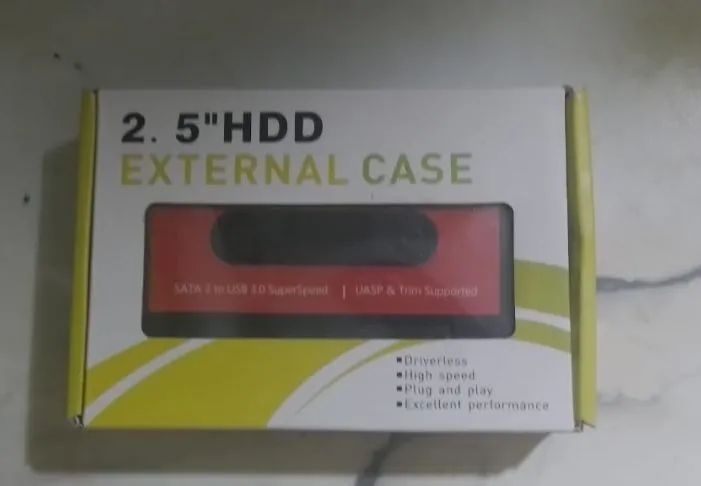 2. 5"HDD
EXTERNAL CASE
SATA 2 to USB 3.0 SuperSpeed | UASP & Trim Supported
▪Driverless
▪High speed
▪Plug and play
▪Excellent performance